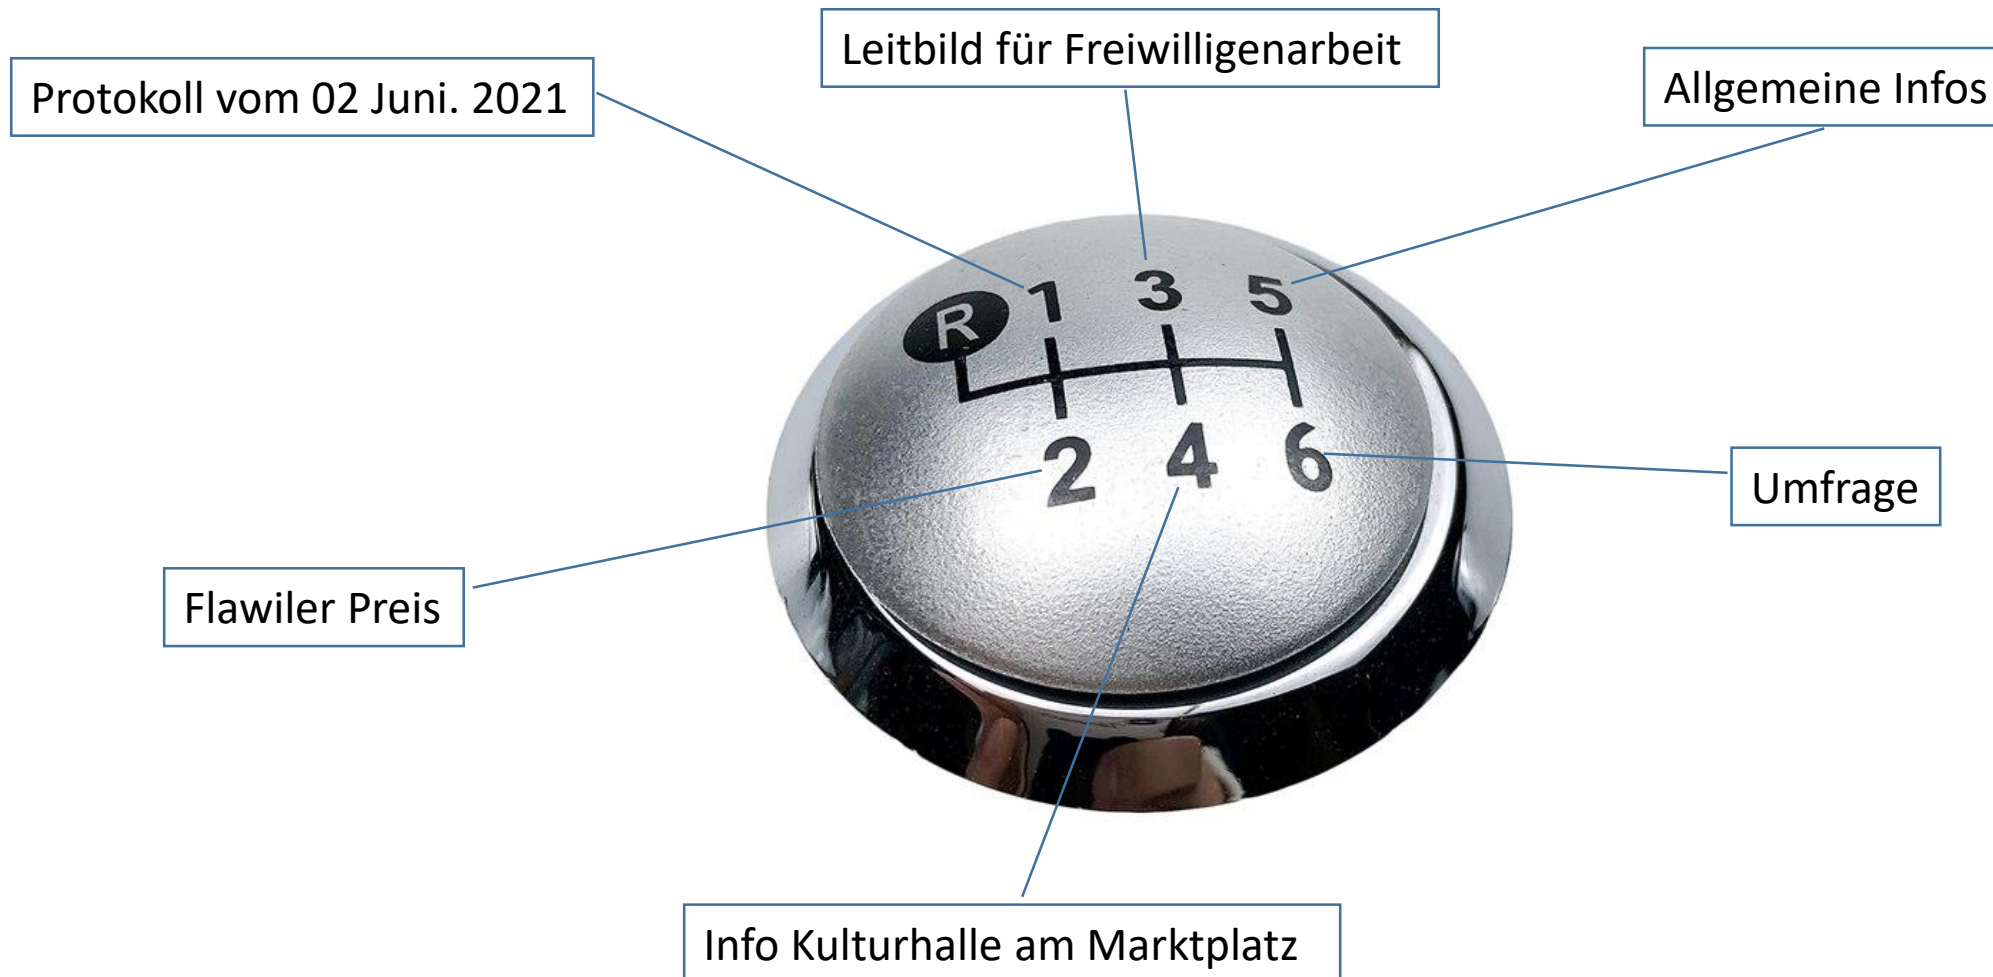 Leitbild für Freiwilligenarbeit
Protokoll vom 02 Juni. 2021
Allgemeine Infos
R 1 3 5
2 4 6
Umfrage
Flawiler Preis
Info Kulturhalle am Marktplatz